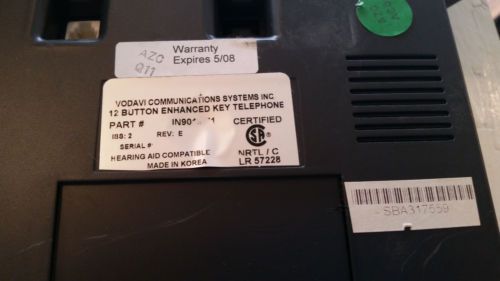 AZC
Q11
Warranty
Expires 5/08
AZC
VODAVI COMMUNICATIONS SYSTEMS INC
12 BUTTON ENHANCED KEY TELEPHONE
PART #
CERTIFIED
ISS: 2
REV: E
SERIAL #:
HEARING AID COMPATIBLE
NRTL / C
MADE IN KOREA
LR 57228
SBA317559